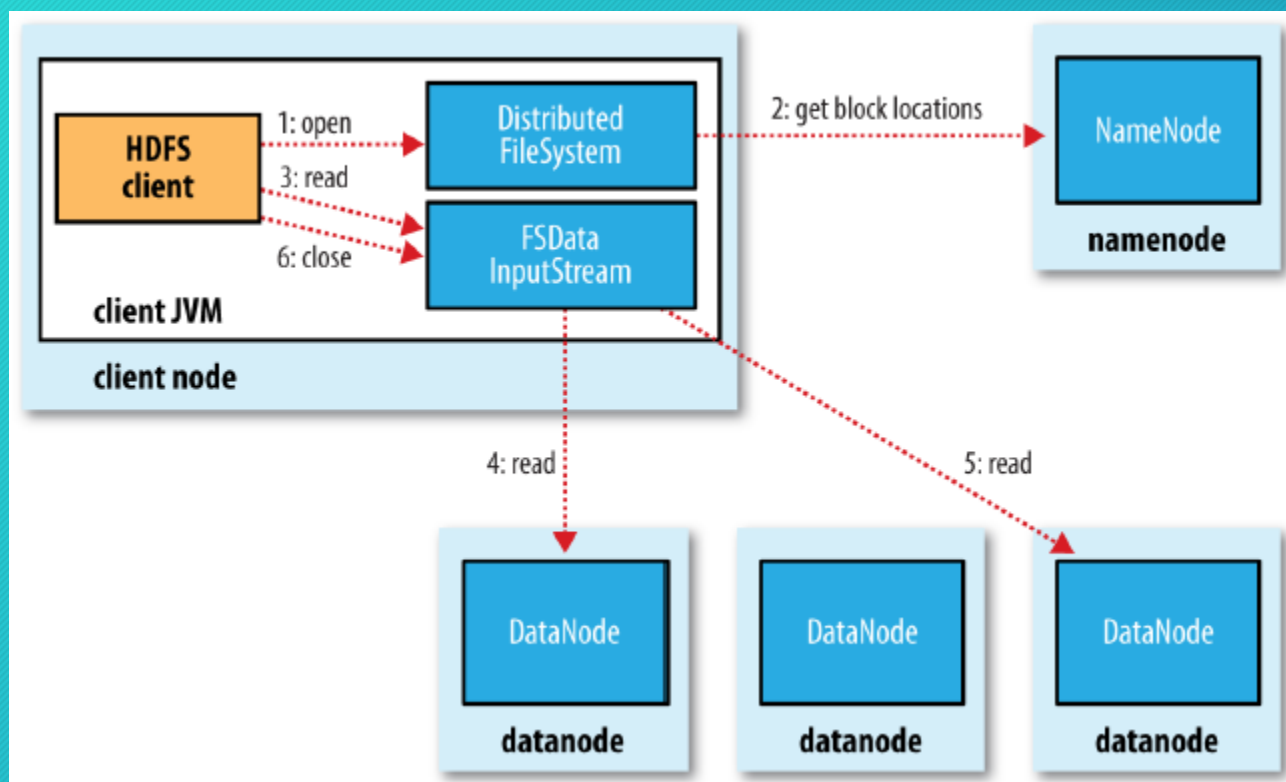 HDFS
client
1: open
3: read
6: close
Distributed
FileSystem
FSData
InputStream
client JVM
client node
2: get block locations
NameNode
namenode
4: read
5: read
DataNode
datanode
DataNode
datanode
DataNode
datanode